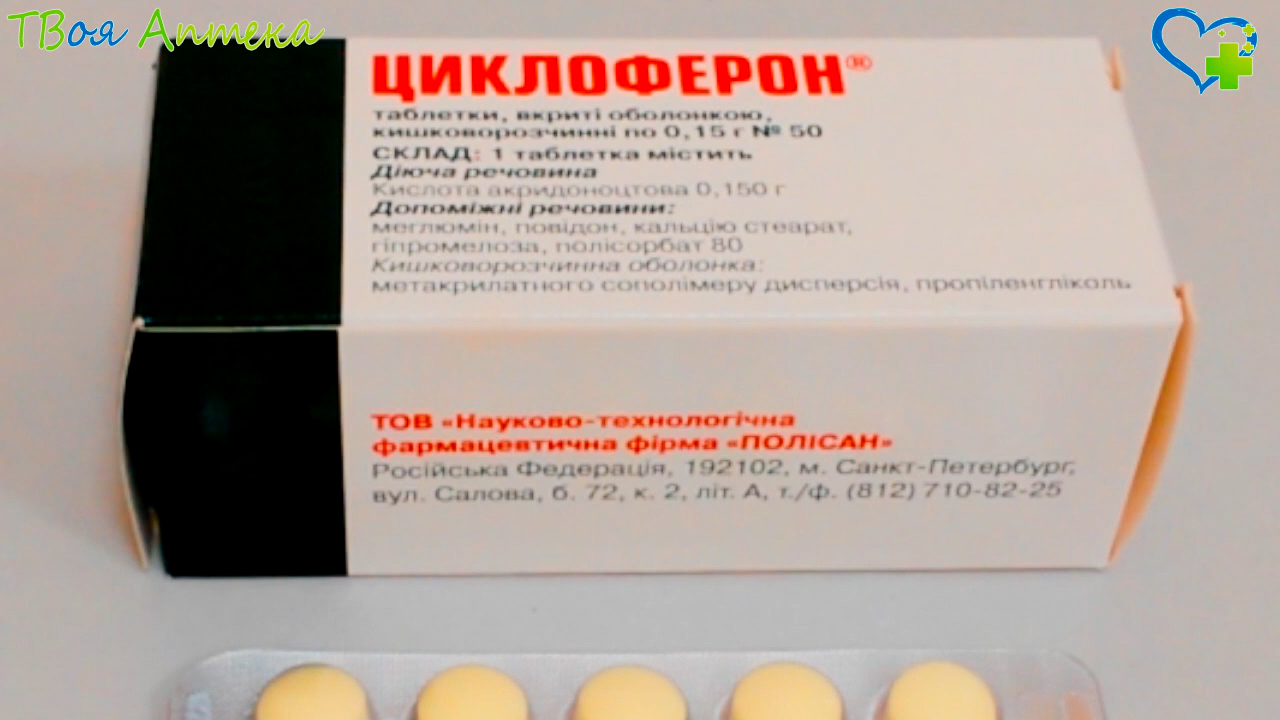 ТВоя Аптека
ЦИКЛОФЕРОН®
таблетки, вкриті оболонкою,
кишковорозчинні по 0,15 г № 50
СКЛАД: 1 таблетка містить
Діюча речовина
Кислота акридоноцтова 0,150 г
Допоміжні речовини:
меглюмін, повідон, кальцію стеарат,
гіпромелоза, полісорбат 80
Кишковорозчинна оболонка:
метакрилатного сополімеру дисперсія, пропіленгліколь
ТОВ «Науково-технологічна
фармацевтична фірма «ПОЛІСАН»
Російська Федерація, 192102, м. Санкт-Петербург,
вул. Салова, б. 72, к. 2, літ. А, т./ф. (812) 710-82-25